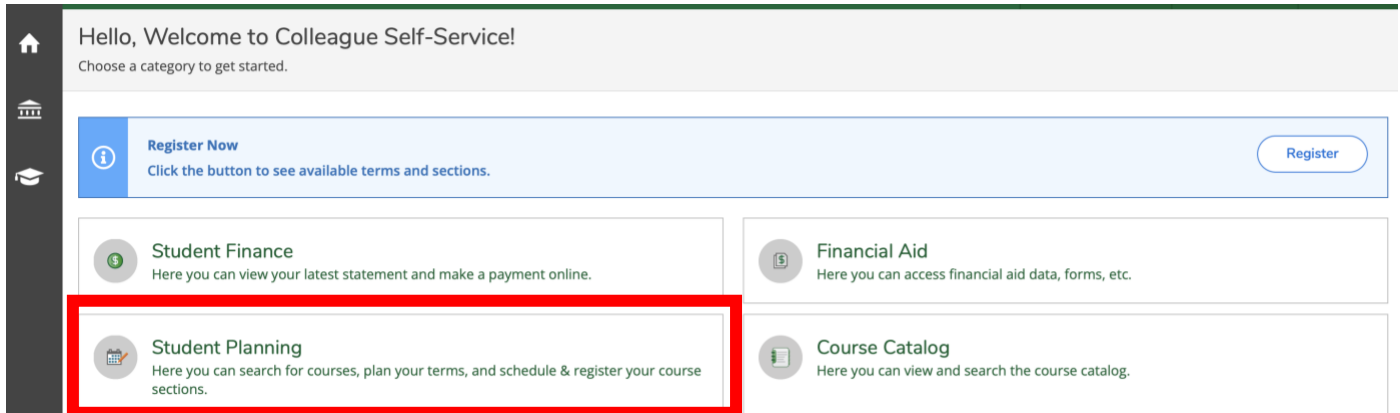 Hello, Welcome to Colleague Self-Service!
Choose a category to get started.
Register Now
Click the button to see available terms and sections.
Register
Student Finance
Here you can view your latest statement and make a payment online.
Financial Aid
Here you can access financial aid data, forms, etc.
Student Planning
Here you can search for courses, plan your terms, and schedule & register your course
sections.
Course Catalog
Here you can view and search the course catalog.